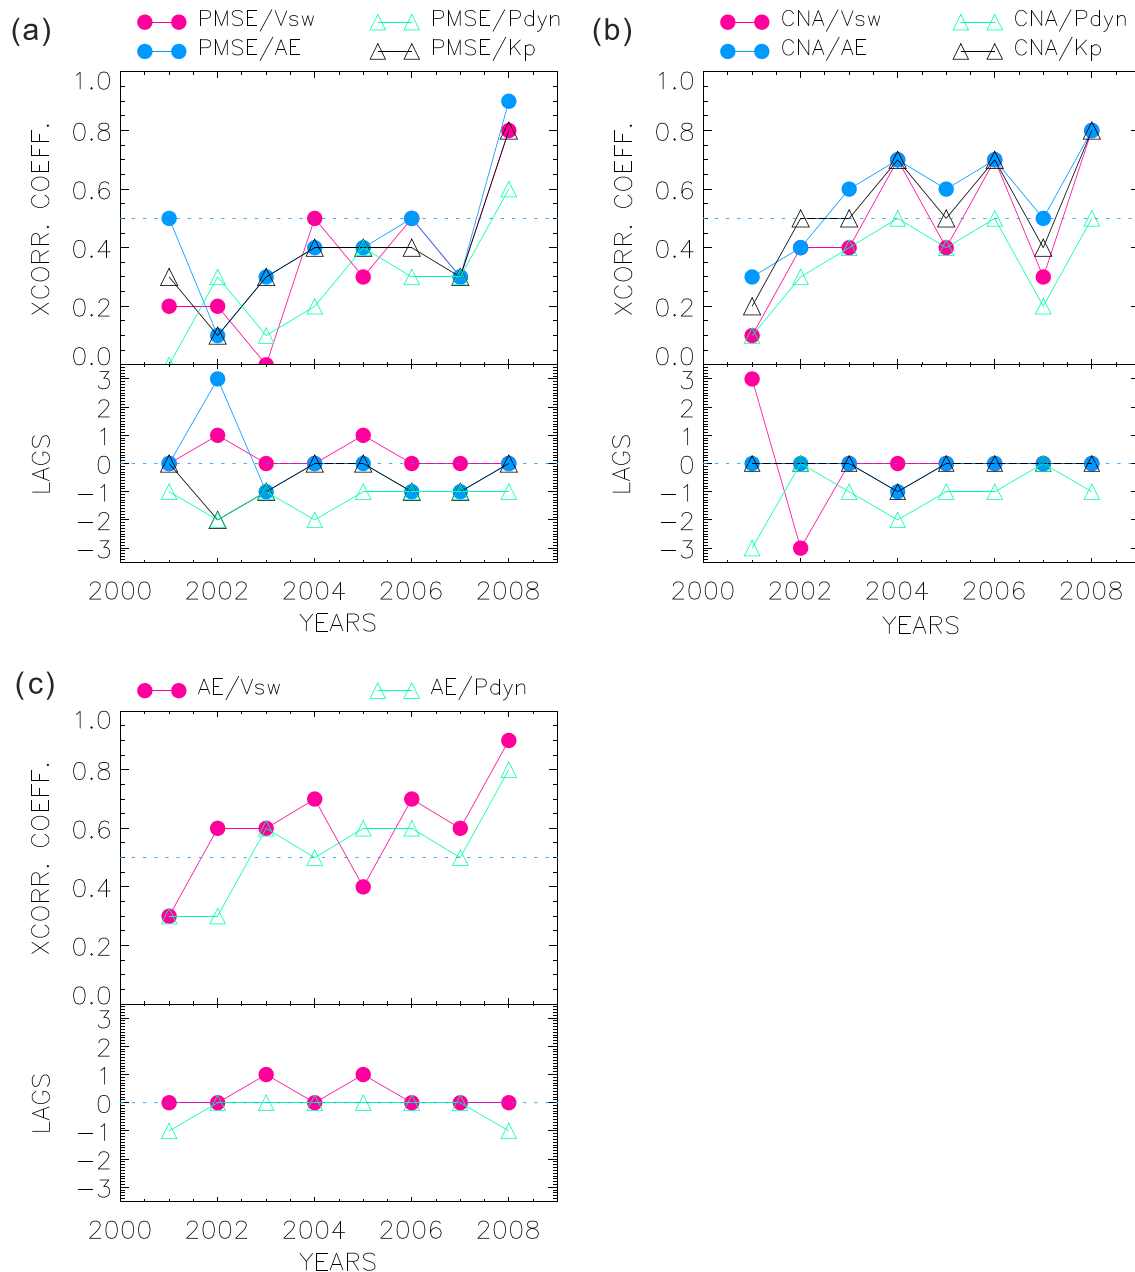 (a)
PMSE/Vsw PMSE/Pdyn
PMSE/AE PMSE/Kp
1.0
0.8
0.6
0.4
0.2
0.0
XCORR. COEFF.
3
2
1
0
−1
−2
−3
LAGS
2000 2002 2004 2006 2008
YEARS
(b)
CNA/Vsw CNA/Pdyn
CNA/AE CNA/Kp
1.0
0.8
0.6
0.4
0.2
0.0
XCORR. COEFF.
3
2
1
0
−1
−2
−3
LAGS
2000 2002 2004 2006 2008
YEARS
(c)
AE/Vsw AE/Pdyn
1.0
0.8
0.6
0.4
0.2
0.0
XCORR. COEFF.
3
2
1
0
−1
−2
−3
LAGS
2000 2002 2004 2006 2008
YEARS